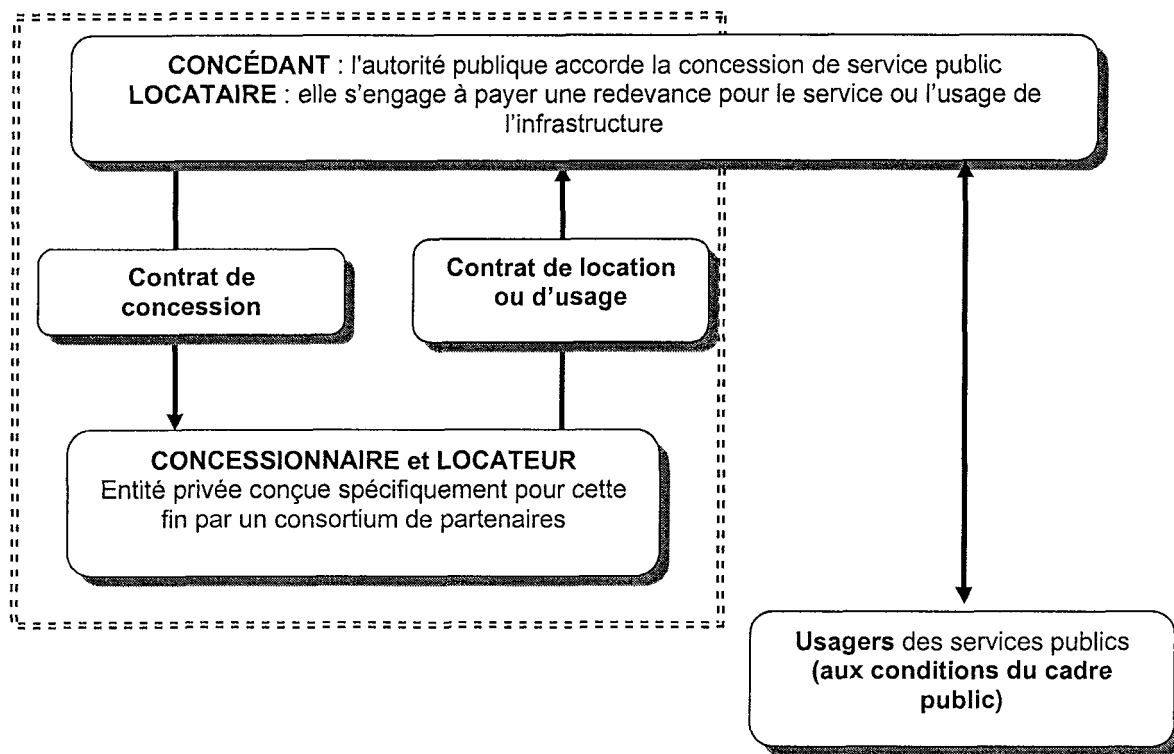 CONCÉDANT : l'autorité publique accorde la concession de service public
LOCATAIRE : elle s'engage à payer une redevance pour le service ou l'usage de
l'infrastructure
Contrat de
concession
Contrat de location
ou d'usage
CONCESSIONNAIRE et LOCATEUR
Entité privée conçue spécifiquement pour cette
fin par un consortium de partenaires
Usagers des services publics
(aux conditions du cadre
public)